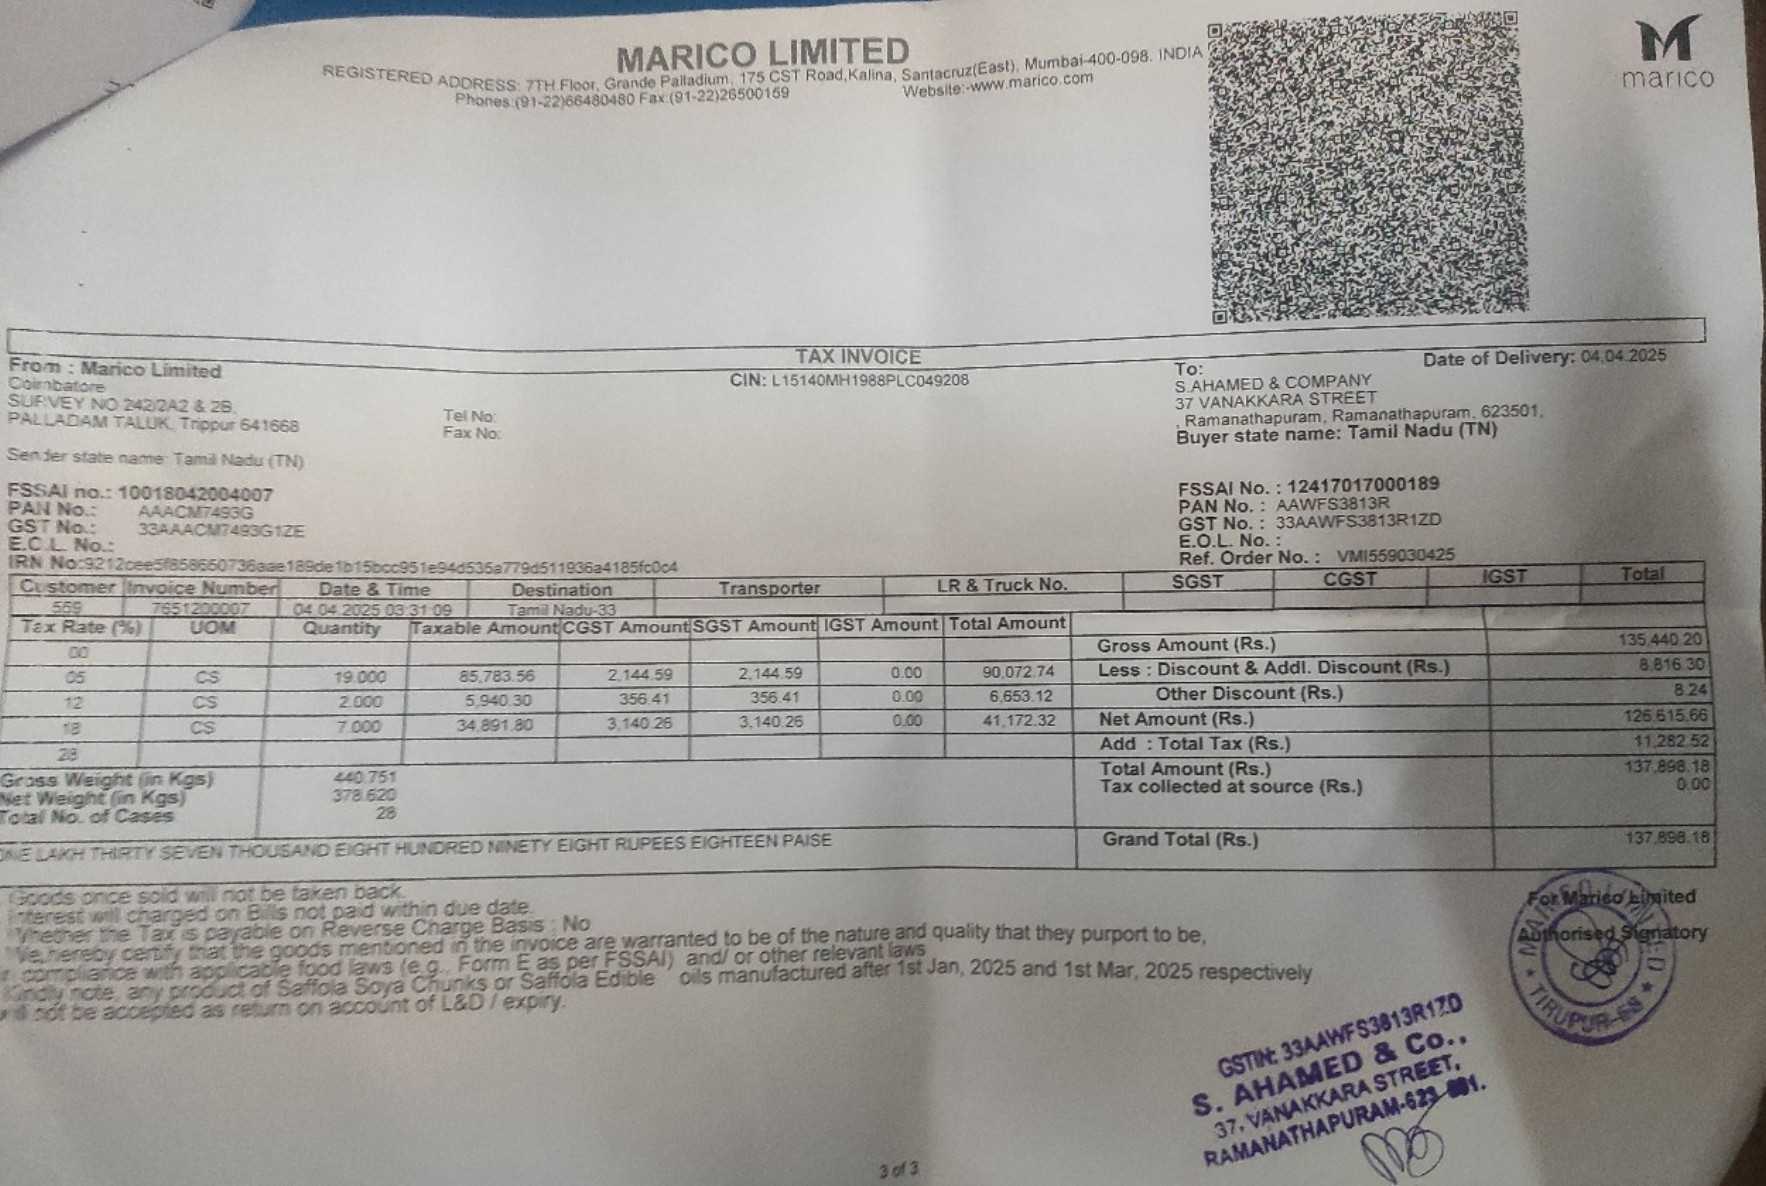 MARICO LIMITED
REGISTERED ADDRESS: 7TH Floor, Grande Palladium, 175 CST Road,Kalina, Santacruz(East), Mumbai-400-098. INDIA
Phones:(91-22)66480480 Fax:(91-22)26500159 Website:-www.marico.com
marico
TAX INVOICE
CIN: L15140MH1988PLC049208
From : Marico Limited
Coimbatore
SURVEY NO 242/2A2 & 2B,
PALLADAM TALUK, Trippur 641668
Tel No:
Fax No:
Sender state name: Tamil Nadu (TN)
FSSAI no.: 10018042004007
PAN No.: AAACM7493G
GST No.: 33AAACM7493G1ZE
E.C.L. No.:
Date of Delivery: 04.04.2025
To:
S.AHAMED & COMPANY
37 VANAKKARA STREET
, Ramanathapuram, Ramanathapuram, 623501,
Buyer state name: Tamil Nadu (TN)
FSSAI No. : 12417017000189
PAN No. : AAWFS3813R
GST No. : 33AAWFS3813R1ZD
E.O.L. No. :
Ref. Order No. : VMI559030425
IRN No:9212cee5f858650736aae189de1b15bcc951e94d535a779d511936a4185fc0c4
Customer Invoice Number Date & Time Destination Transporter LR & Truck No. SGST CGST IGST Total
559 7651200007 04.04.2025 03:31:09 Tamil Nadu-33
Tax Rate (%) UOM Quantity Taxable Amount CGST Amount SGST Amount IGST Amount Total Amount
00
05 CS 19.000 85,783.56 2,144.59 2,144.59 0.00 90,072.74
12 CS 2.000 5,940.30 356.41 356.41 0.00 6,653.12
18 CS 7.000 34,891.80 3,140.26 3,140.26 0.00 41,172.32
28
Gross Weight (in Kgs) 440.751
Net Weight (in Kgs) 378.620
Total No. of Cases 28
Gross Amount (Rs.) 135,440.20
Less : Discount & Addl. Discount (Rs.) 8,816.30
Other Discount (Rs.) 8.24
Net Amount (Rs.) 126,615.66
Add : Total Tax (Rs.) 11,282.52
Total Amount (Rs.) 137,898.18
Tax collected at source (Rs.) 0.00
ONE LAKH THIRTY SEVEN THOUSAND EIGHT HUNDRED NINETY EIGHT RUPEES EIGHTEEN PAISE
Grand Total (Rs.) 137,898.18
Goods once sold will not be taken back.
Interest will charged on Bills not paid within due date.
Whether the Tax is payable on Reverse Charge Basis : No
We hereby certify that the goods mentioned in the invoice are warranted to be of the nature and quality that they purport to be,
compliance with applicable food laws (e.g., Form E as per FSSAI) and/ or other relevant laws
Kindly note, any product of Saffola Soya Chunks or Saffola Edible oils manufactured after 1st Jan, 2025 and 1st Mar, 2025 respectively
will not be accepted as return on account of L&D / expiry.
For Marico Limited
Authorised Signatory
TIRUPUR
GSTIN: 33AAWFS3813R1ZD
S. AHAMED & Co.,
37, VANAKKARA STREET,
RAMANATHAPURAM-623
3 of 3